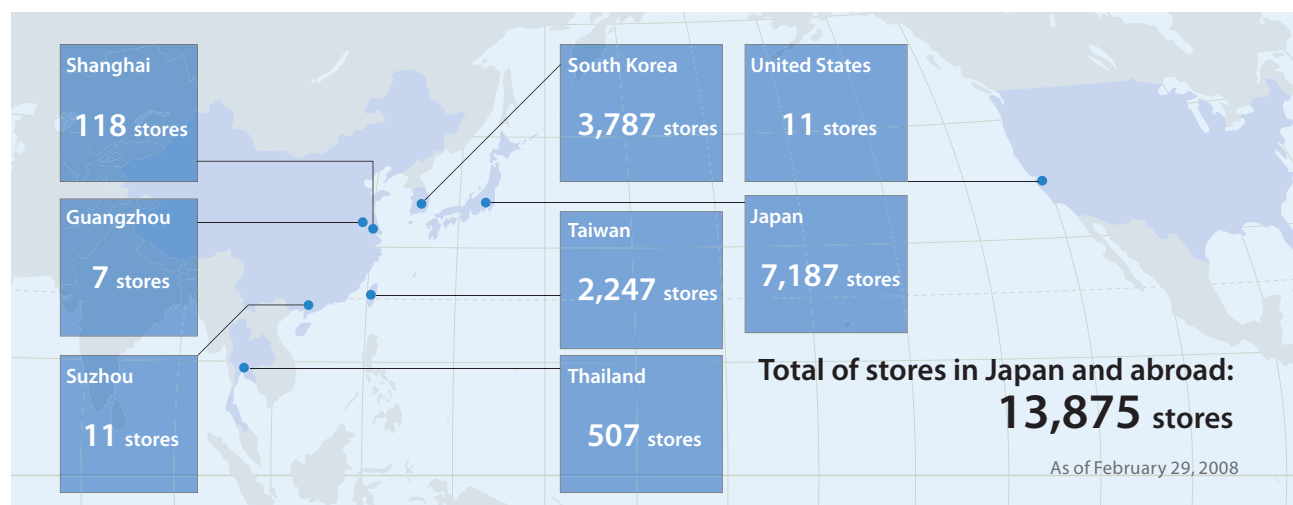 Shanghai
118 stores
Guangzhou
7 stores
Suzhou
11 stores
South Korea
3,787 stores
Taiwan
2,247 stores
Thailand
507 stores
United States
11 stores
Japan
7,187 stores
Total of stores in Japan and abroad:
13,875 stores
As of February 29, 2008